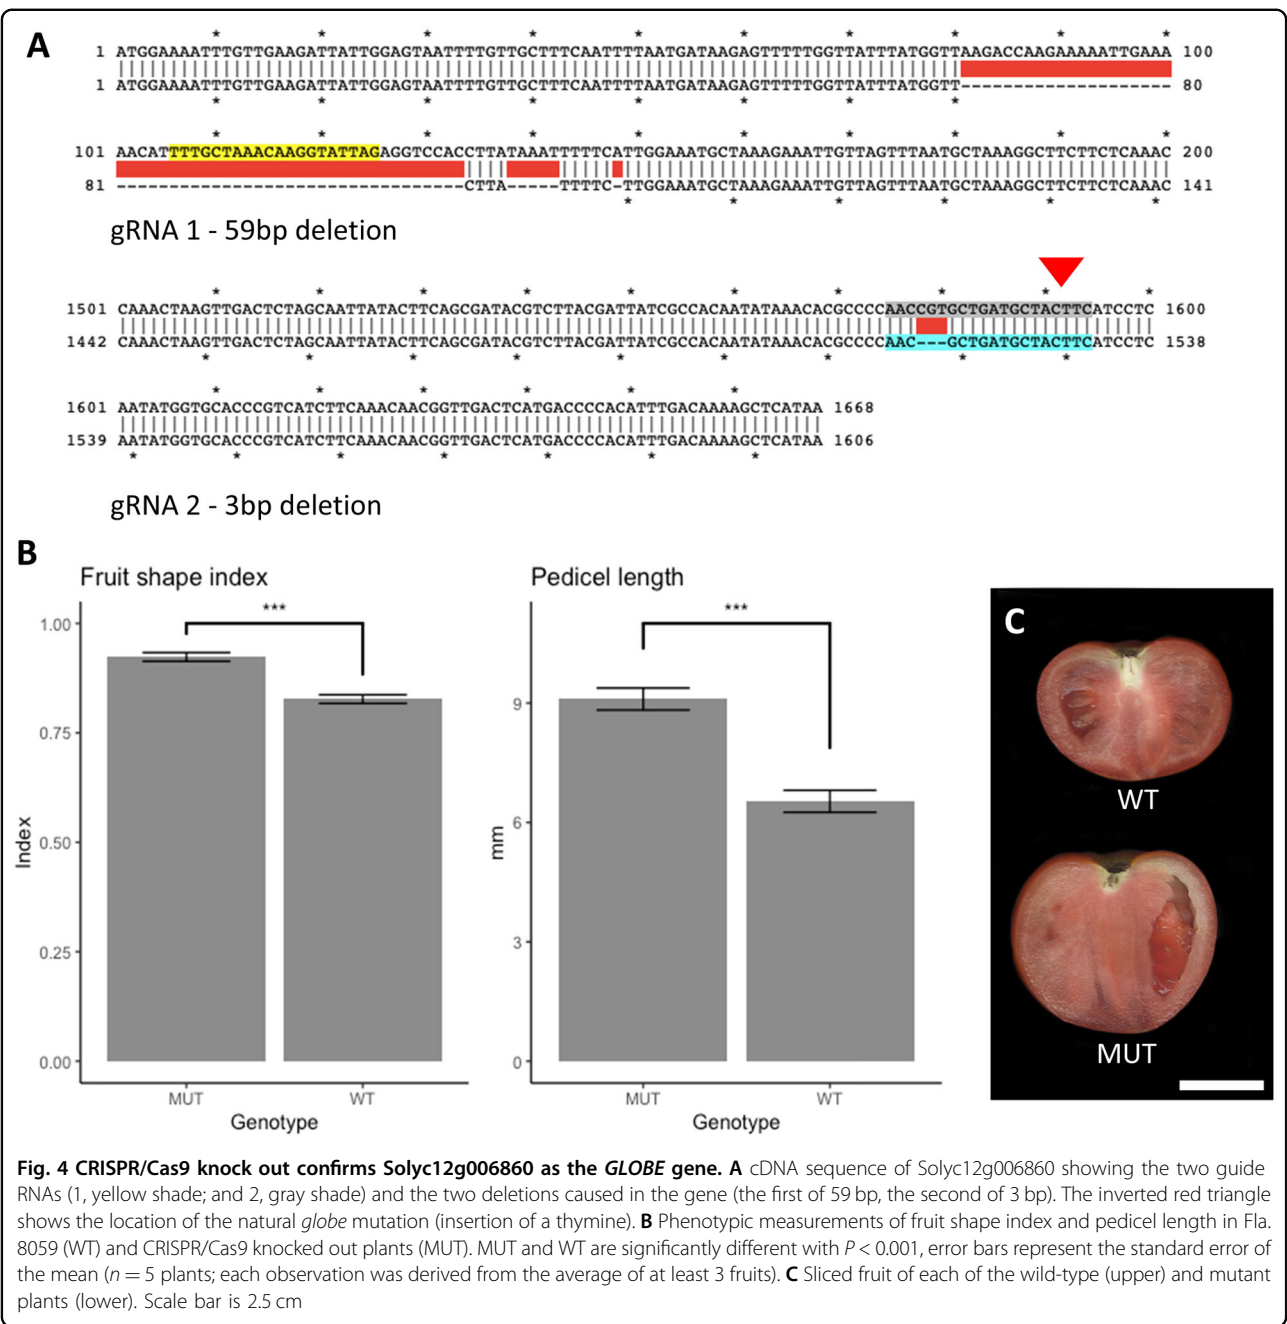 A
* * * * * * * * * *
1 ATGGAAAATTTGTTGAAGATTATTGGAGTAATTTTGTTGCTTTCAATTTTAATGATAAGAGTTTTTGGTTATTTATGGTTAAGACCAAGAAAAATTGAAA 100
1 ATGGAAAATTTGTTGAAGATTATTGGAGTAATTTTGTTGCTTTCAATTTTAATGATAAGAGTTTTTGGTTATTTATGGTT-------------------- 80
* * * * * * * *
* * * * * * * * * *
101 AACATTTTGCTAAACAAGGTATTAGAGGTCCACCTTATAAATTTTTCATTGGAAATGCTAAAGAAATTGTTAGTTTAATGCTAAAGGCTTCTTCTCAAAC 200
81 ---------------------------------CTTA-----TTTTC-TTGGAAATGCTAAAGAAATTGTTAGTTTAATGCTAAAGGCTTCTTCTCAAAC 141
* * * * * *
gRNA 1 - 59bp deletion
* * * * * * * * * *
1501 CAAACTAAGTTGACTCTAGCAATTATACTTCAGCGATACGTCTTACGATTATCGCCACAATATAAACACGCCCCAACCGTGCTGATGCTACTTCATCCTC 1600
1442 CAAACTAAGTTGACTCTAGCAATTATACTTCAGCGATACGTCTTACGATTATCGCCACAATATAAACACGCCCCAAC---GCTGATGCTACTTCATCCTC 1538
* * * * * * * * *
* * * * * *
1601 AATATGGTGCACCCGTCATCTTCAAACAACGGTTGACTCATGACCCCACATTTGACAAAAGCTCATAA 1668
1539 AATATGGTGCACCCGTCATCTTCAAACAACGGTTGACTCATGACCCCACATTTGACAAAAGCTCATAA 1606
* * * * * * *
gRNA 2 - 3bp deletion
B
Fruit shape index
***
1.00
0.75
0.50
0.25
0.00
Index
MUT WT
Genotype
Pedicel length
***
9
6
3
0
mm
MUT WT
Genotype
C
WT
MUT
Fig. 4 CRISPR/Cas9 knock out confirms Solyc12g006860 as the GLOBE gene. A cDNA sequence of Solyc12g006860 showing the two guide
RNAs (1, yellow shade; and 2, gray shade) and the two deletions caused in the gene (the first of 59 bp, the second of 3 bp). The inverted red triangle
shows the location of the natural globe mutation (insertion of a thymine). B Phenotypic measurements of fruit shape index and pedicel length in Fla.
8059 (WT) and CRISPR/Cas9 knocked out plants (MUT). MUT and WT are significantly different with P < 0.001, error bars represent the standard error of
the mean (n = 5 plants; each observation was derived from the average of at least 3 fruits). C Sliced fruit of each of the wild-type (upper) and mutant
plants (lower). Scale bar is 2.5 cm